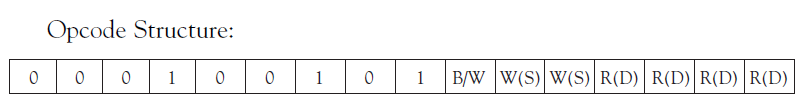 Opcode Structure:
0 0 0 1 0 0 1 0 1 B/W W(S) W(S) R(D) R(D) R(D) R(D)